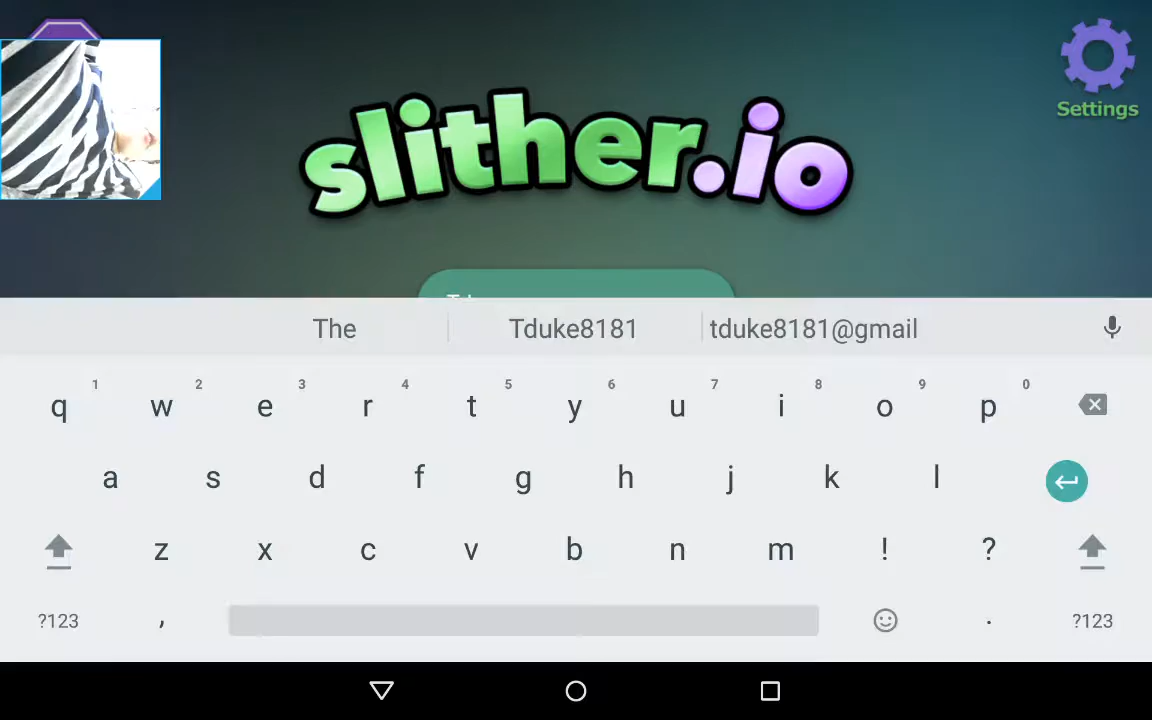 slither.io
Settings
The Tduke8181 tduke8181@gmail
1 2 3 4 5 6 7 8 9 0
q w e r t y u i o p
a s d f g h j k l
z x c v b n m ! ?
?123 , . ?123